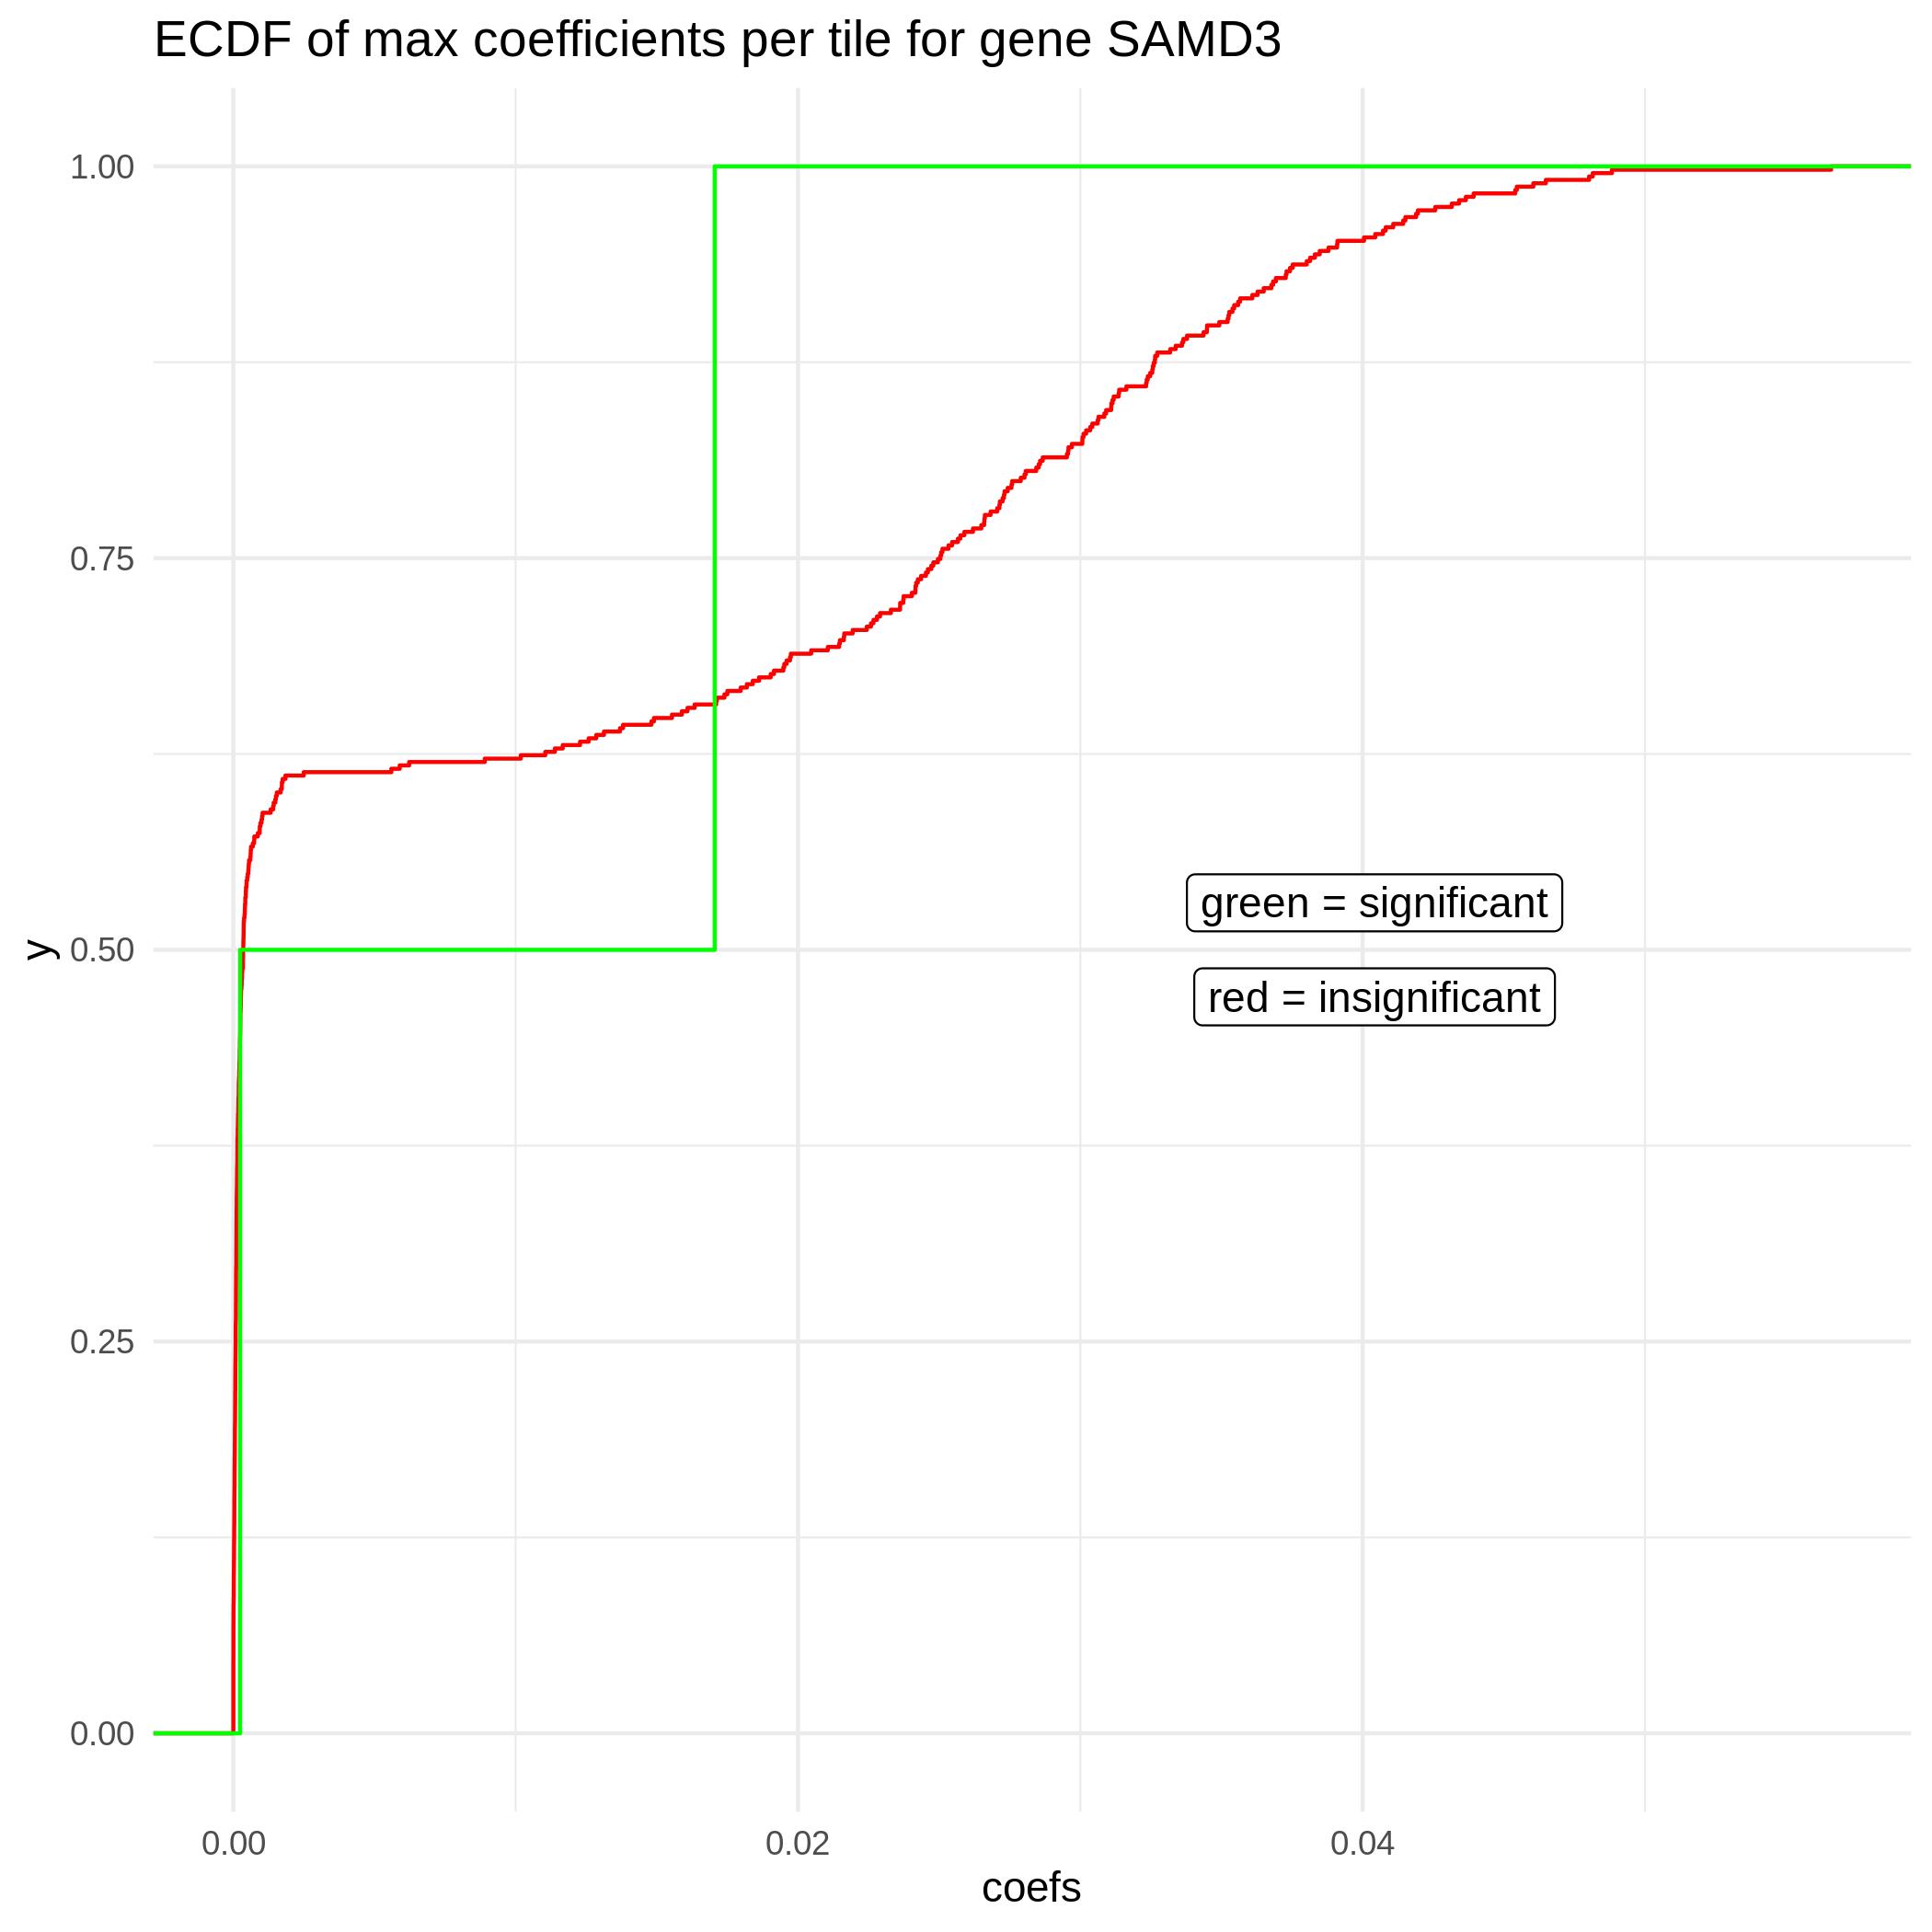 ECDF of max coefficients per tile for gene SAMD3
1.00
0.75
0.50
0.25
0.00
y
green = significant
red = insignificant
0.00
0.02
0.04
coefs